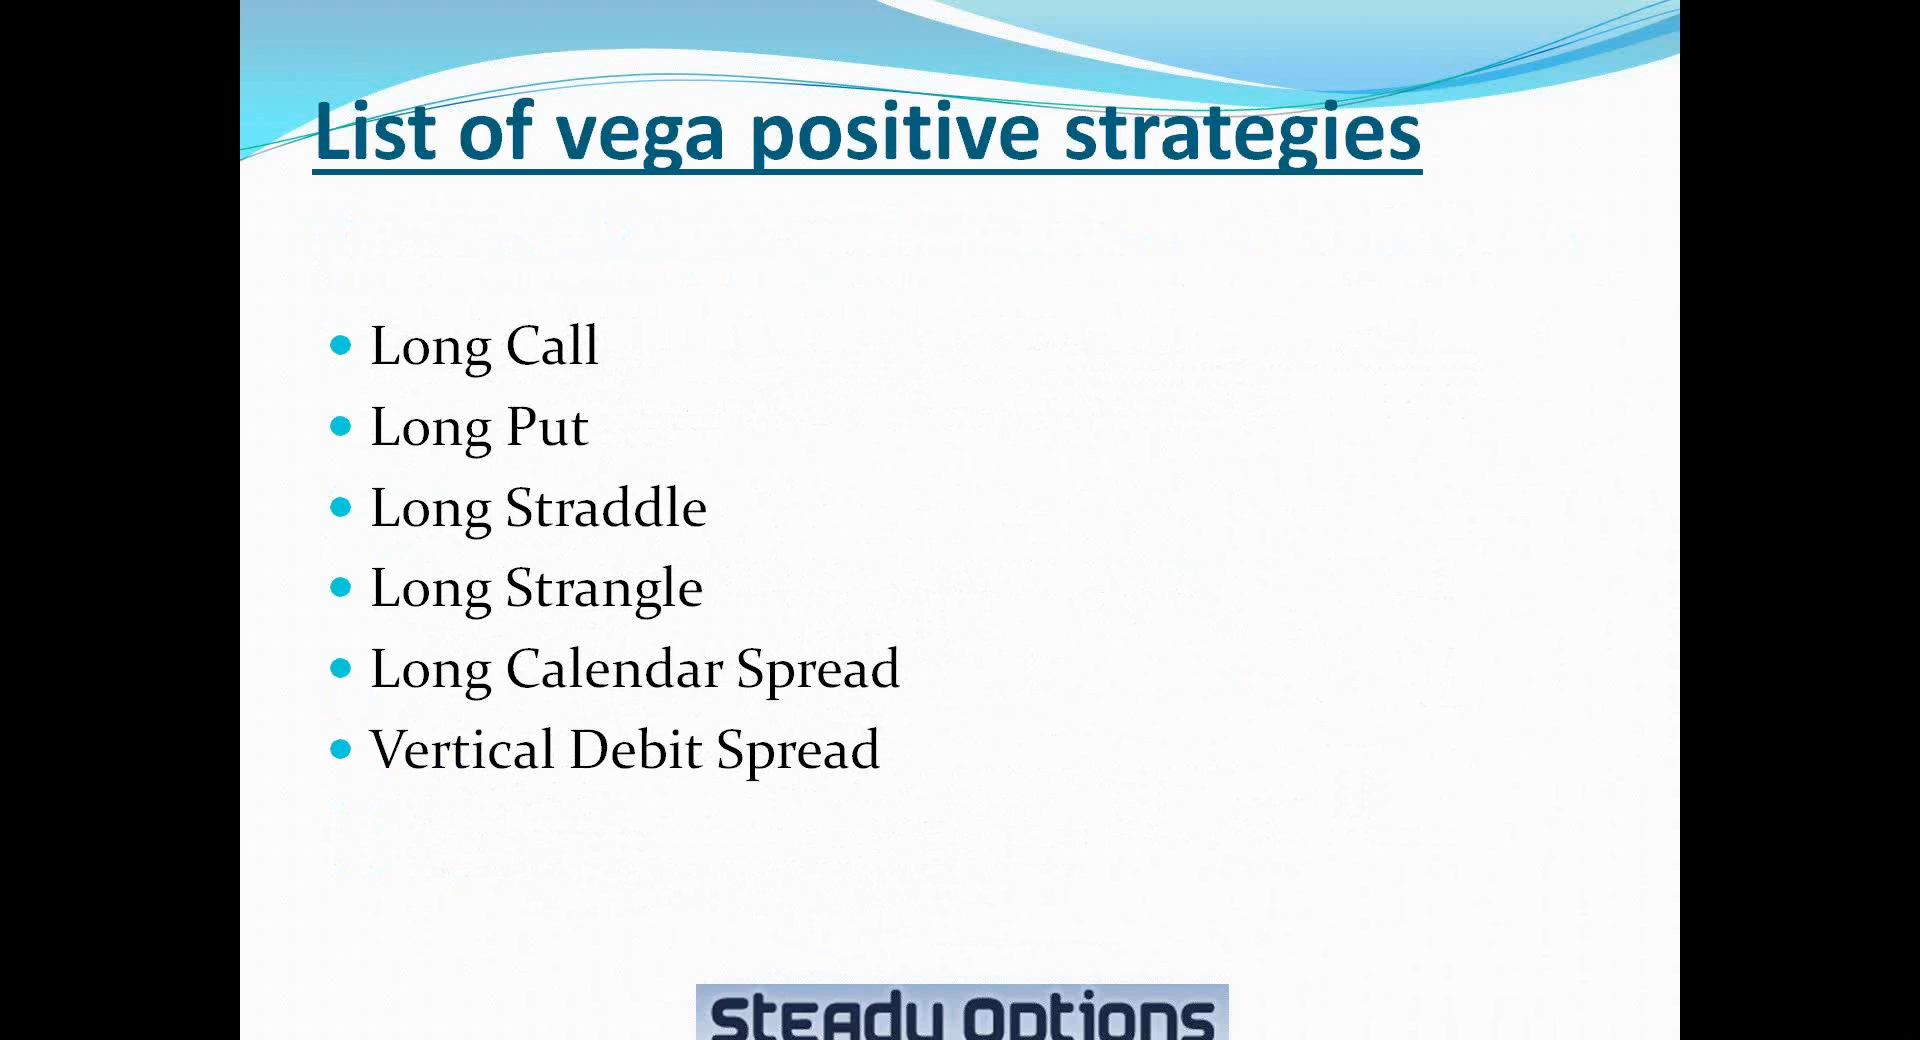 List of vega positive strategies
Long Call
Long Put
Long Straddle
Long Strangle
Long Calendar Spread
Vertical Debit Spread
Steady Options